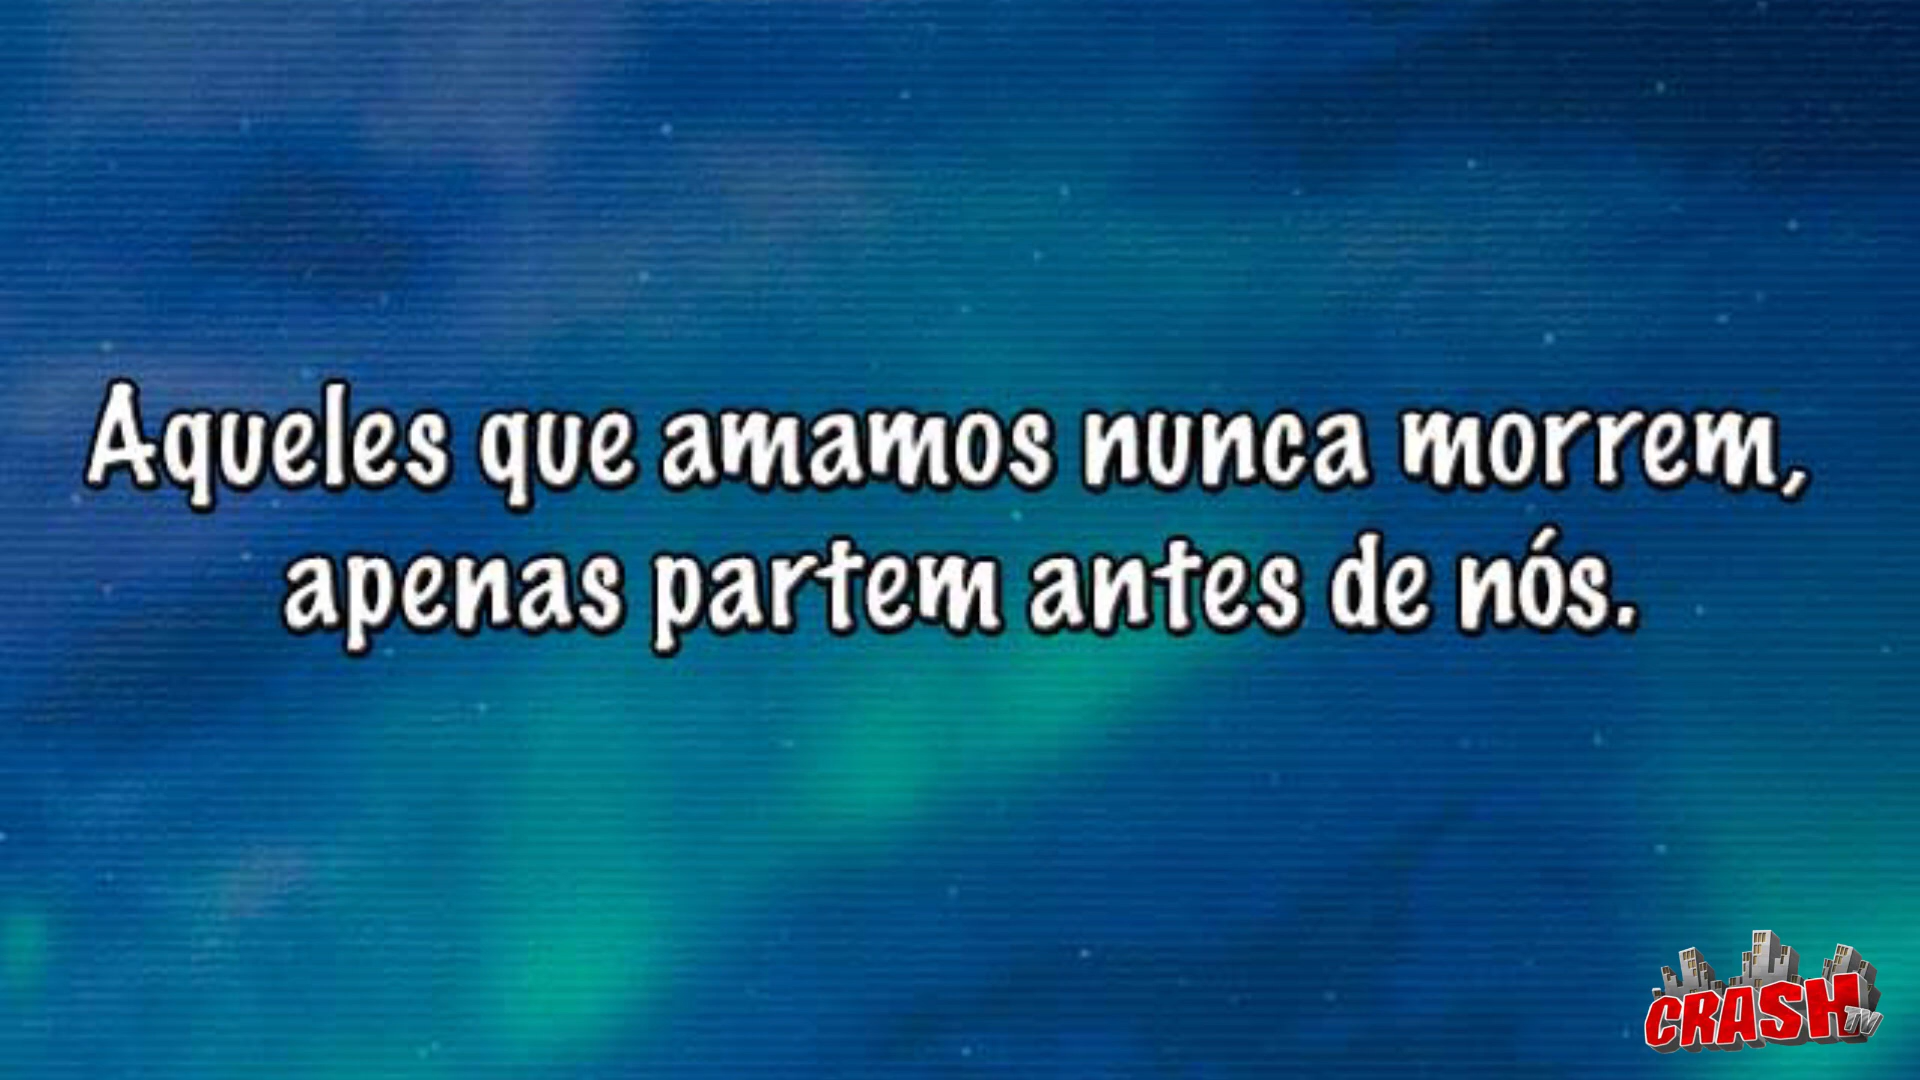 Aqueles que amamos nunca morrem,
apenas partem antes de nós.
CRASH TV